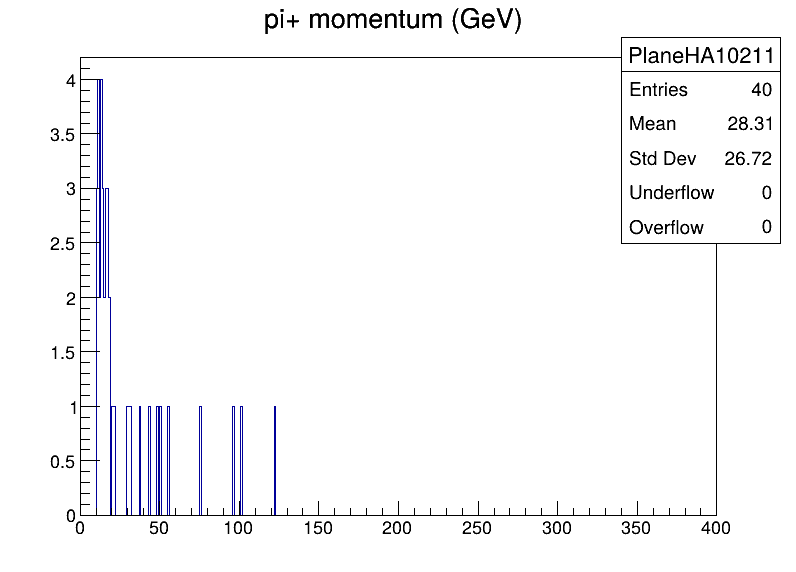 pi+ momentum (GeV)
PlaneHA10211
Entries 40
Mean 28.31
Std Dev 26.72
Underflow 0
Overflow 0
4
3.5
3
2.5
2
1.5
1
0.5
0
0 50 100 150 200 250 300 350 400